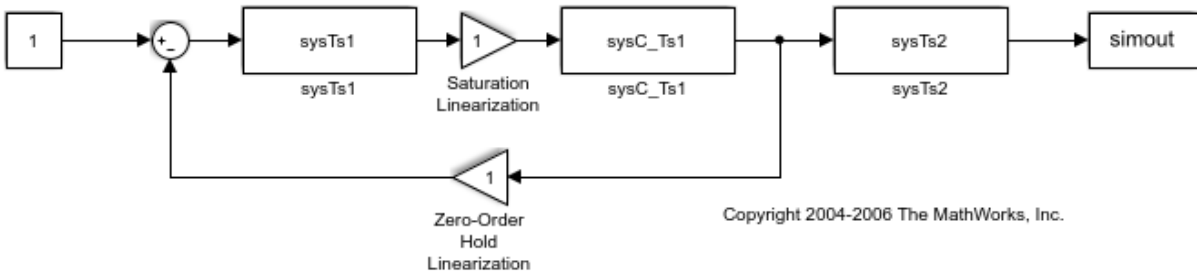 1
+
−
sysTs1
1
sysC_Ts1
sysTs2
simout
sysTs1
Saturation
Linearization
sysC_Ts1
sysTs2
1
Zero-Order
Hold
Linearization
Copyright 2004-2006 The MathWorks, Inc.